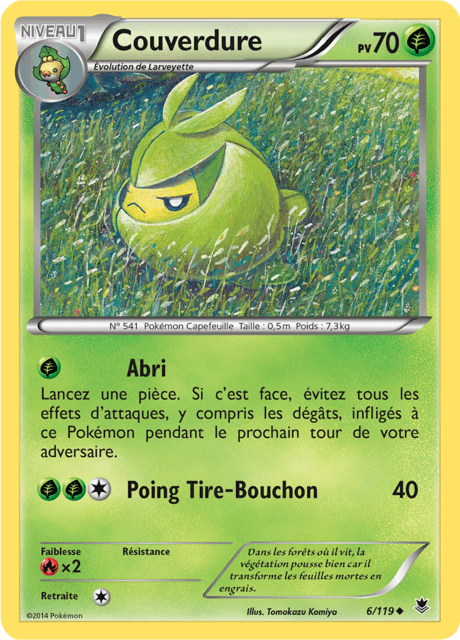 NIVEAU 1
Couverdure
PV 70
Évolution de Larveyette
N° 541 Pokémon Capefeuille Taille : 0,5m Poids : 7,3kg
Abri
Lancez une pièce. Si c'est face, évitez tous les
effets d'attaques, y compris les dégâts, infligés à
ce Pokémon pendant le prochain tour de votre
adversaire.
Poing Tire-Bouchon 40
Faiblesse Résistance
×2
Retraite
Dans les forêts où il vit, la
végétation pousse bien car il
transforme les feuilles mortes en
engrais.
©2014 Pokémon Illus. Tomokazu Komiya 6/119